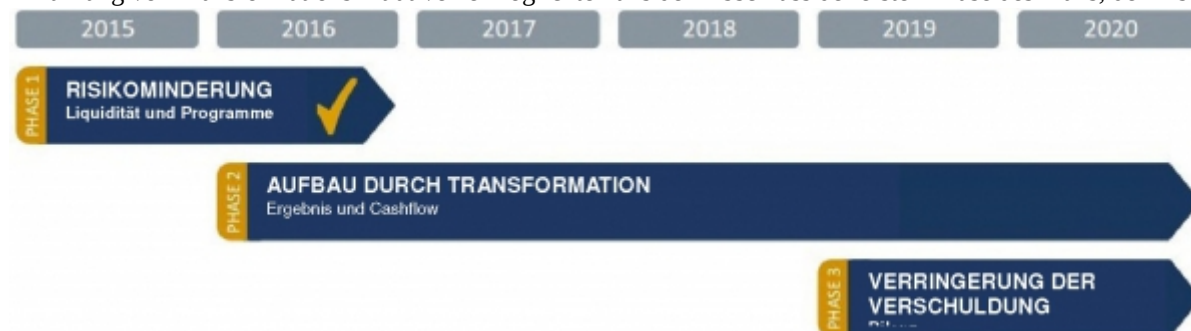 2015 2016 2017 2018 2019 2020
PHASE 1
RISIKOMINDERUNG
Liquidität und Programme
PHASE 2
AUFBAU DURCH TRANSFORMATION
Ergebnis und Cashflow
PHASE 3
VERRINGERUNG DER
VERSCHULDUNG